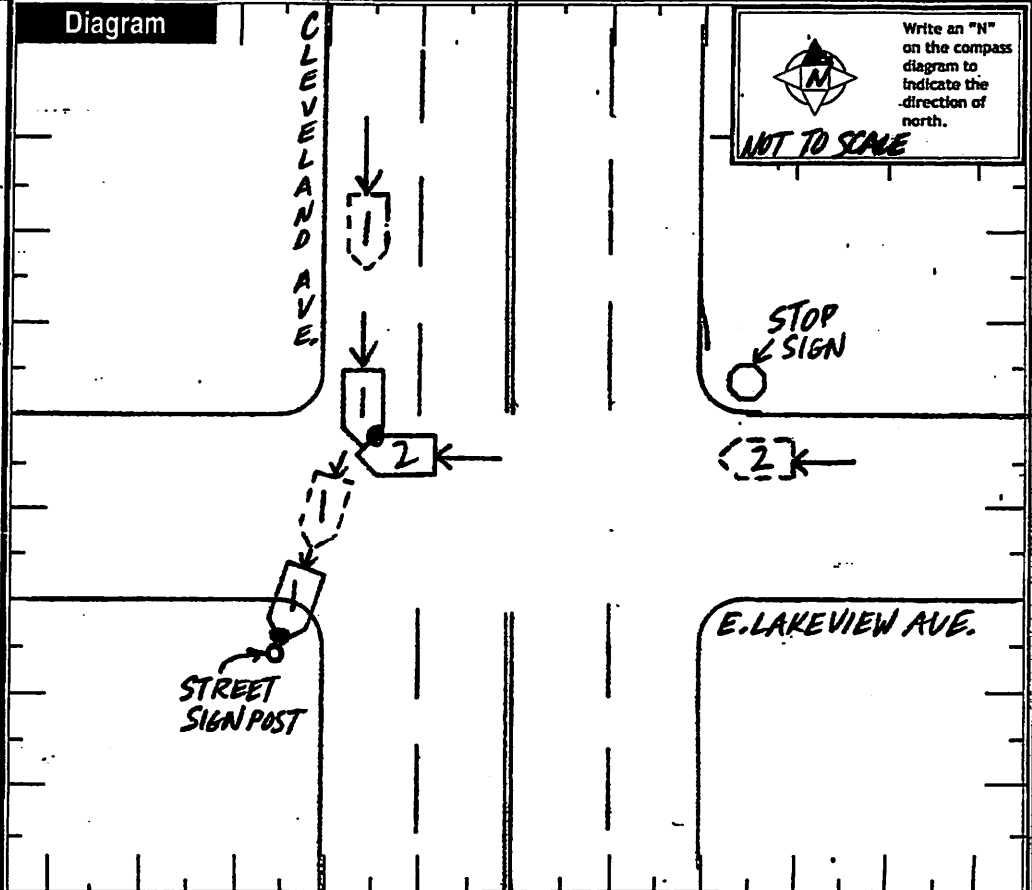 Diagram
CLEVELAND AVE.
Write an "N"
on the compass
diagram to
indicate the
direction of
north.
N
NOT TO SCALE
1
STOP
SIGN
1
2
2
1
1
E. LAKEVIEW AVE.
STREET
SIGN POST